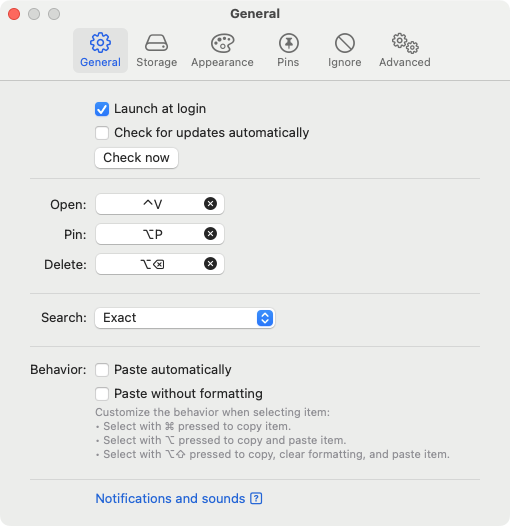 General
General Storage Appearance Pins Ignore Advanced
Launch at login
Check for updates automatically
Check now
Open: ^V
Pin: ⌥P
Delete: ⌥⌫
Search: Exact
Behavior: Paste automatically
Paste without formatting
Customize the behavior when selecting item:
• Select with ⌘ pressed to copy item.
• Select with ⌥ pressed to copy and paste item.
• Select with ⌥⇧ pressed to copy, clear formatting, and paste item.
Notifications and sounds ?